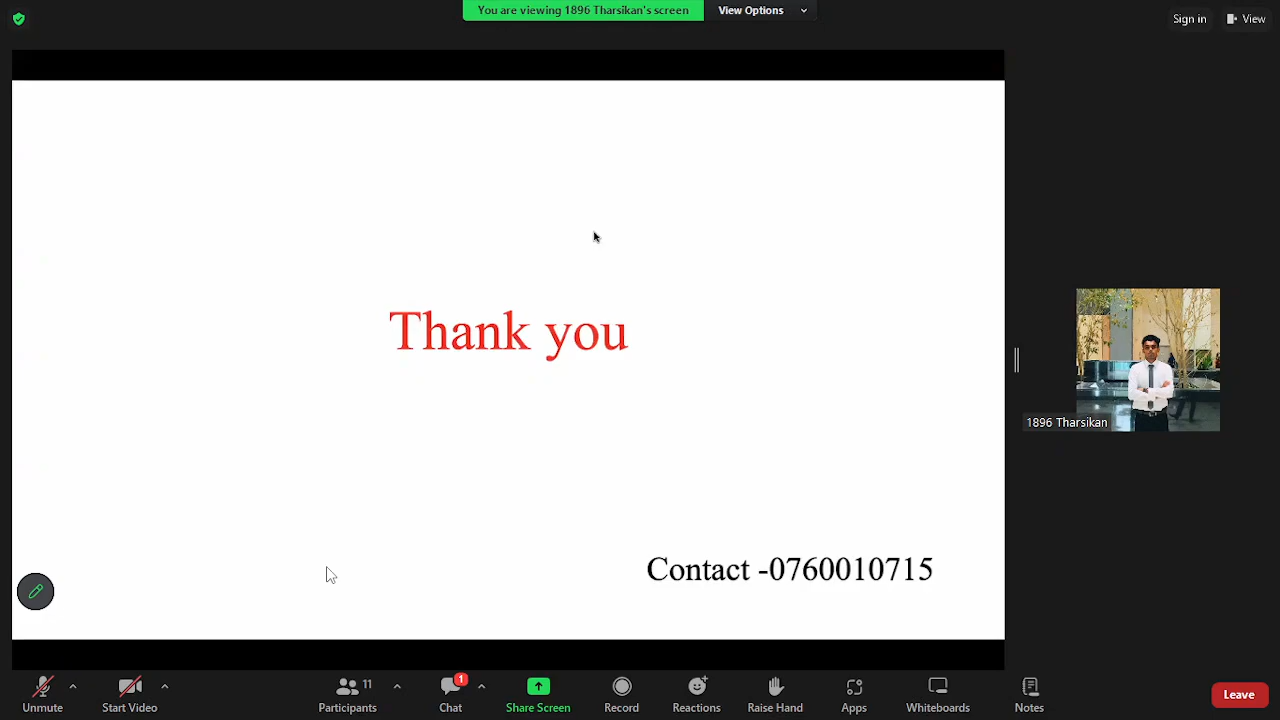 You are viewing 1896 Tharsikan's screen
View Options
Sign in
View
Thank you
1896 Tharsikan
Contact -0760010715
Unmute
Start Video
11
Participants
1
Chat
Share Screen
Record
Reactions
Raise Hand
Apps
Whiteboards
Notes
Leave